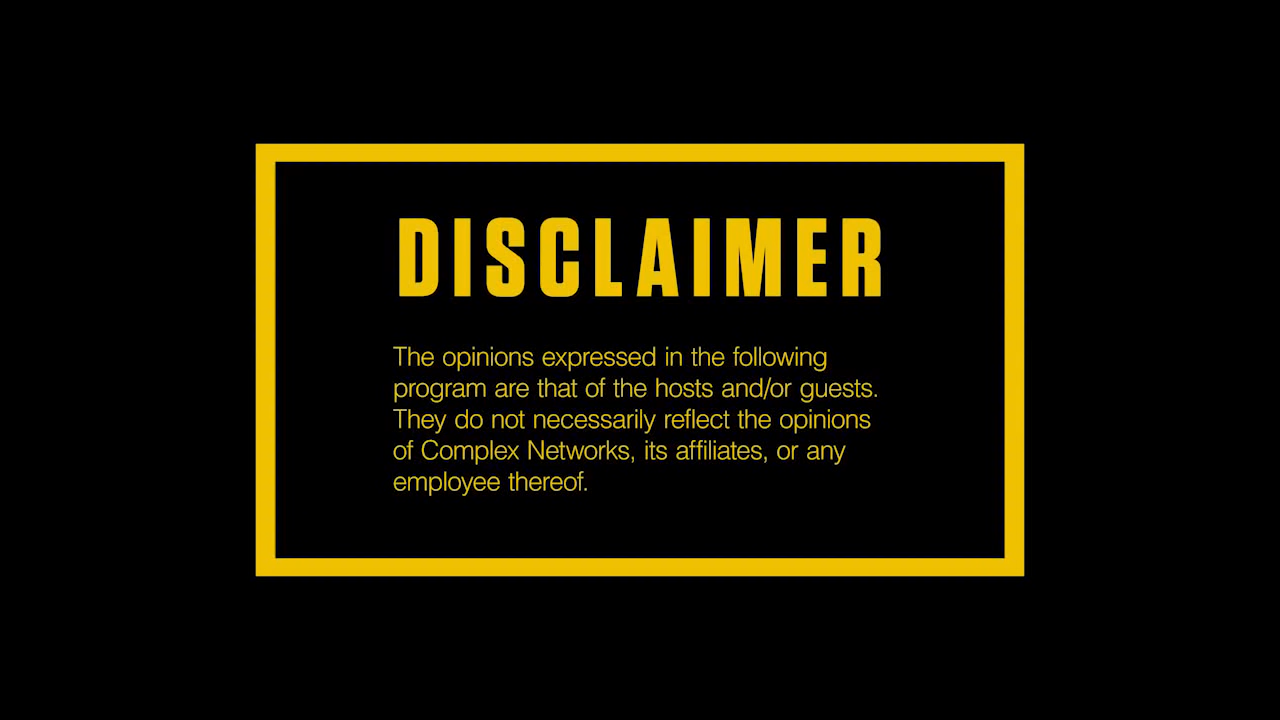 DISCLAIMER
The opinions expressed in the following
program are that of the hosts and/or guests.
They do not necessarily reflect the opinions
of Complex Networks, its affiliates, or any
employee thereof.